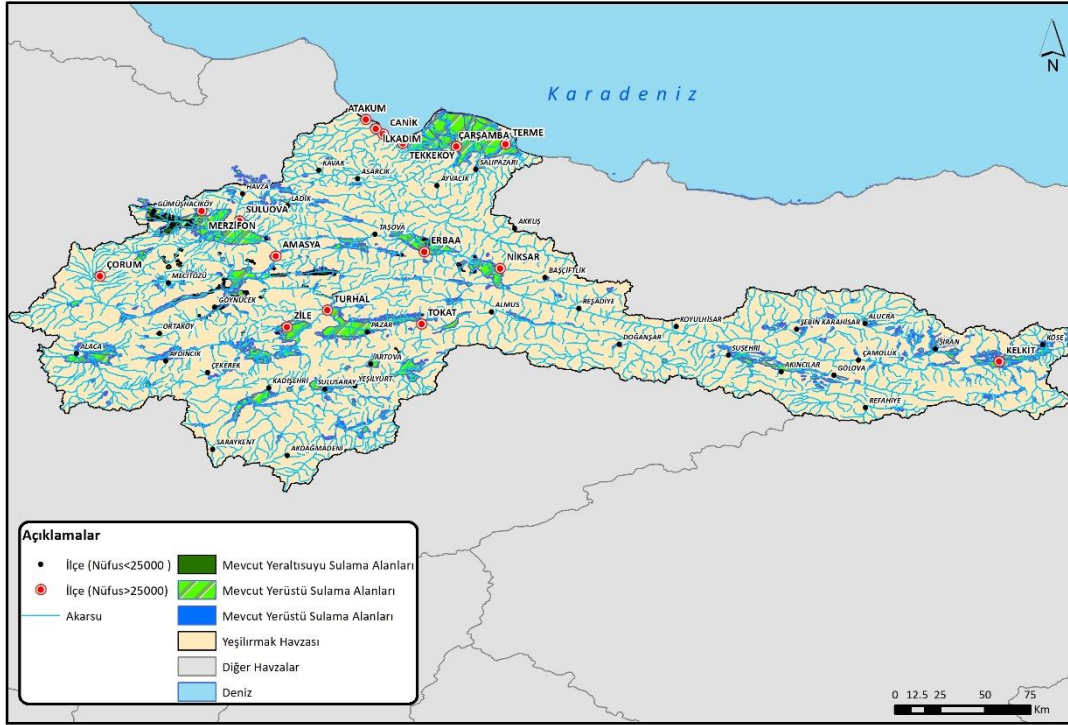 N
Karadeniz
ATAKUM
CANİK
İLKADIM
ÇARŞAMBA
TERME
TEKKEKÖY
SALIPAZARI
KAVAK
ASARCIK
AYVACIK
HAVZA
LADİK
GÜMÜŞHACIKÖY
SULUOVA
MERZİFON
TAŞOVA
AKKUŞ
ERBAA
AMASYA
NİKSAR
ÇORUM
MECİTÖZÜ
BAŞÇİFTLİK
GÖYNÜCEK
TURHAL
ALMUS
REŞADİYE
ZİLE
PAZAR
TOKAT
KOYULHİSAR
ŞEBİN KARAHİSAR
ALUCRA
ORTAKÖY
DOĞANŞAR
ŞİRAN
KÖSE
ALACA
AYDINCIK
SUŞEHRİ
ÇAMOLUK
KELKİT
ÇEKEREK
ARTOVA
YEŞİLYURT
AKINCILAR
GÖLOVA
KADIŞEHRİ
SULUSARAY
REFAHİYE
SARAYKENT
AKDAĞMADENİ
Açıklamalar
İlçe (Nüfus<25000 )
İlçe (Nüfus>25000)
Akarsu
Mevcut Yeraltısuyu Sulama Alanları
Mevcut Yerüstü Sulama Alanları
Mevcut Yerüstü Sulama Alanları
Yeşilırmak Havzası
Diğer Havzalar
Deniz
0 12.5 25 50 75
Km